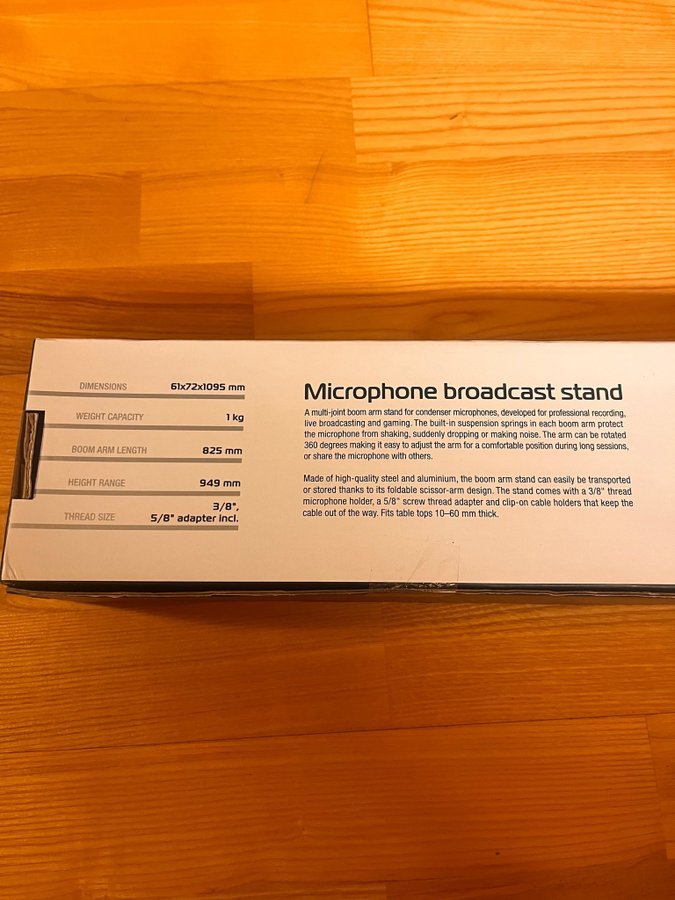 DIMENSIONS 61x72x1095 mm
WEIGHT CAPACITY 1 kg
BOOM ARM LENGTH 825 mm
HEIGHT RANGE 949 mm
THREAD SIZE 3/8",
5/8" adapter incl.
Microphone broadcast stand
A multi-joint boom arm stand for condenser microphones, developed for professional recording,
live broadcasting and gaming. The built-in suspension springs in each boom arm protect
the microphone from shaking, suddenly dropping or making noise. The arm can be rotated
360 degrees making it easy to adjust the arm for a comfortable position during long sessions,
or share the microphone with others.
Made of high-quality steel and aluminium, the boom arm stand can easily be transported
or stored thanks to its foldable scissor-arm design. The stand comes with a 3/8" thread
microphone holder, a 5/8" screw thread adapter and clip-on cable holders that keep the
cable out of the way. Fits table tops 10–60 mm thick.